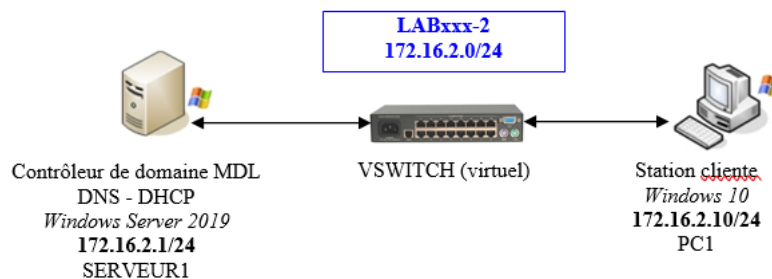 LABxxx-2
172.16.2.0/24
Contrôleur de domaine MDL
DNS - DHCP
Windows Server 2019
172.16.2.1/24
SERVEUR1
VSWITCH (virtuel)
Station cliente
Windows 10
172.16.2.10/24
PC1